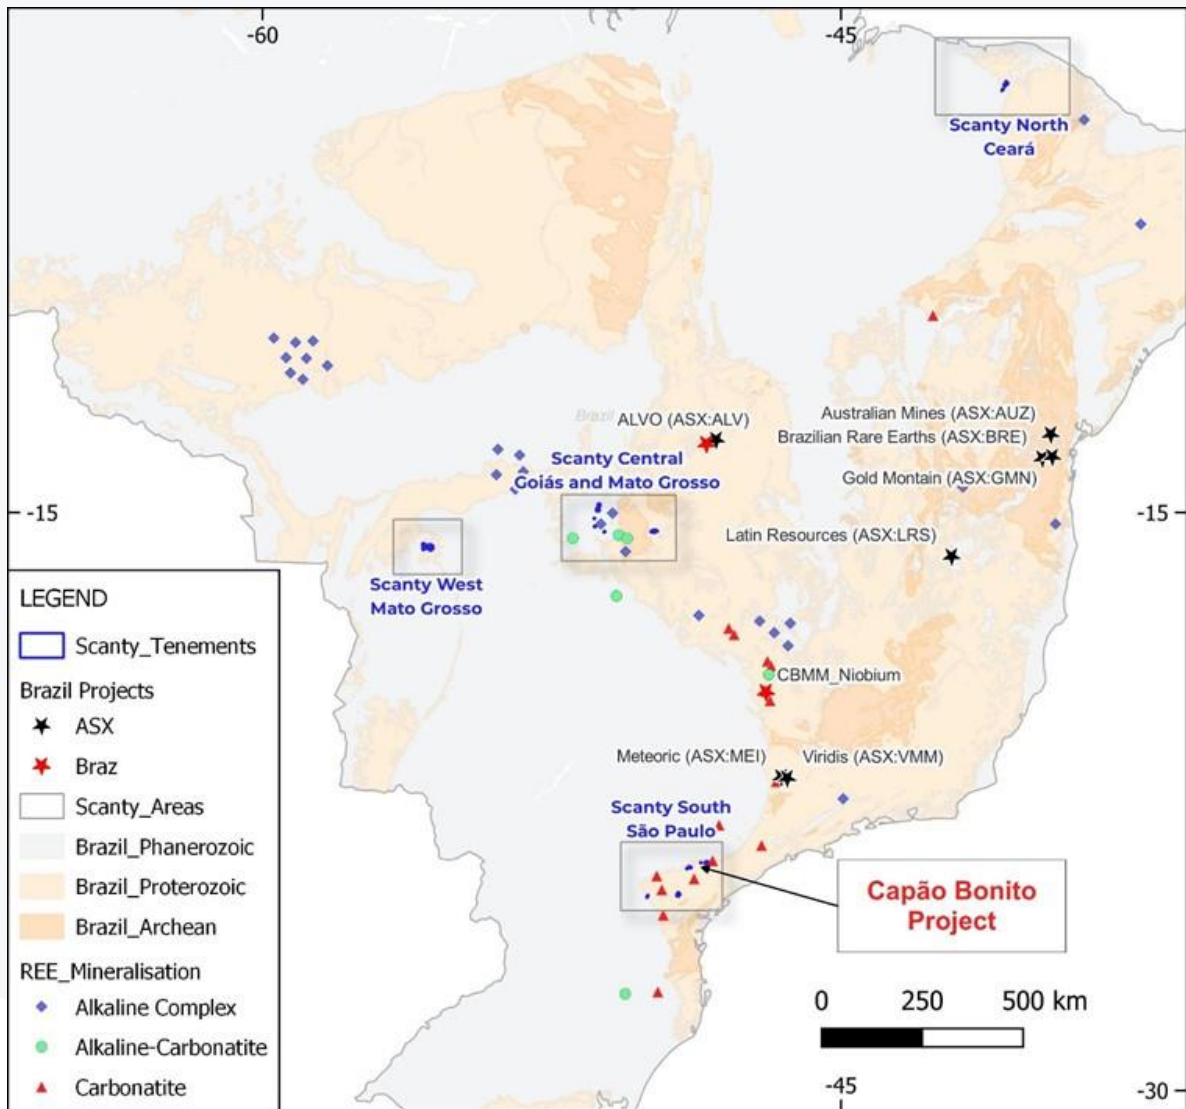 -60
-45
Scanty North
Ceará
Brazil
ALVO (ASX:ALV)
Australian Mines (ASX:AUZ)
Brazilian Rare Earths (ASX:BRE)
Gold Montain (ASX:GMN)
Scanty Central
Goiás and Mato Grosso
-15
-15
Latin Resources (ASX:LRS)
Scanty West
Mato Grosso
CBMM_Niobium
Meteoric (ASX:MEI)
Viridis (ASX:VMM)
Scanty South
São Paulo
Capão Bonito
Project
LEGEND
Scanty_Tenements
Brazil Projects
ASX
Braz
Scanty_Areas
Brazil_Phanerozoic
Brazil_Proterozoic
Brazil_Archean
REE_Mineralisation
Alkaline Complex
Alkaline-Carbonatite
Carbonatite
0 250 500 km
-45
-30